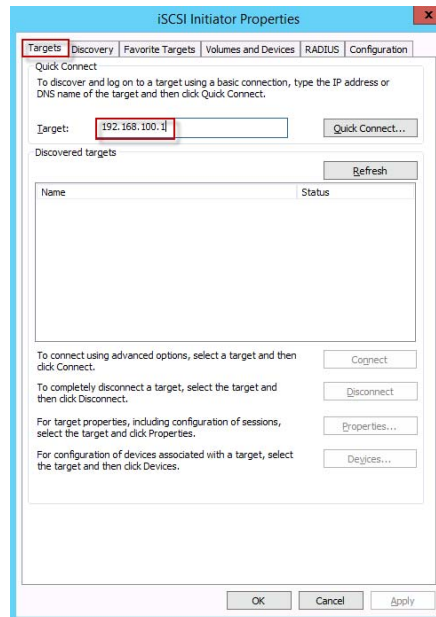 iSCSI Initiator Properties
x
Targets Discovery Favorite Targets Volumes and Devices RADIUS Configuration
Quick Connect
To discover and log on to a target using a basic connection, type the IP address or
DNS name of the target and then click Quick Connect.
Target: 192.168.100.1 Quick Connect...
Discovered targets
Refresh
Name Status
To connect using advanced options, select a target and then
click Connect.
Connect
To completely disconnect a target, select the target and
then click Disconnect.
Disconnect
For target properties, including configuration of sessions,
select the target and click Properties.
Properties...
For configuration of devices associated with a target, select
the target and then click Devices.
Devices...
OK Cancel Apply